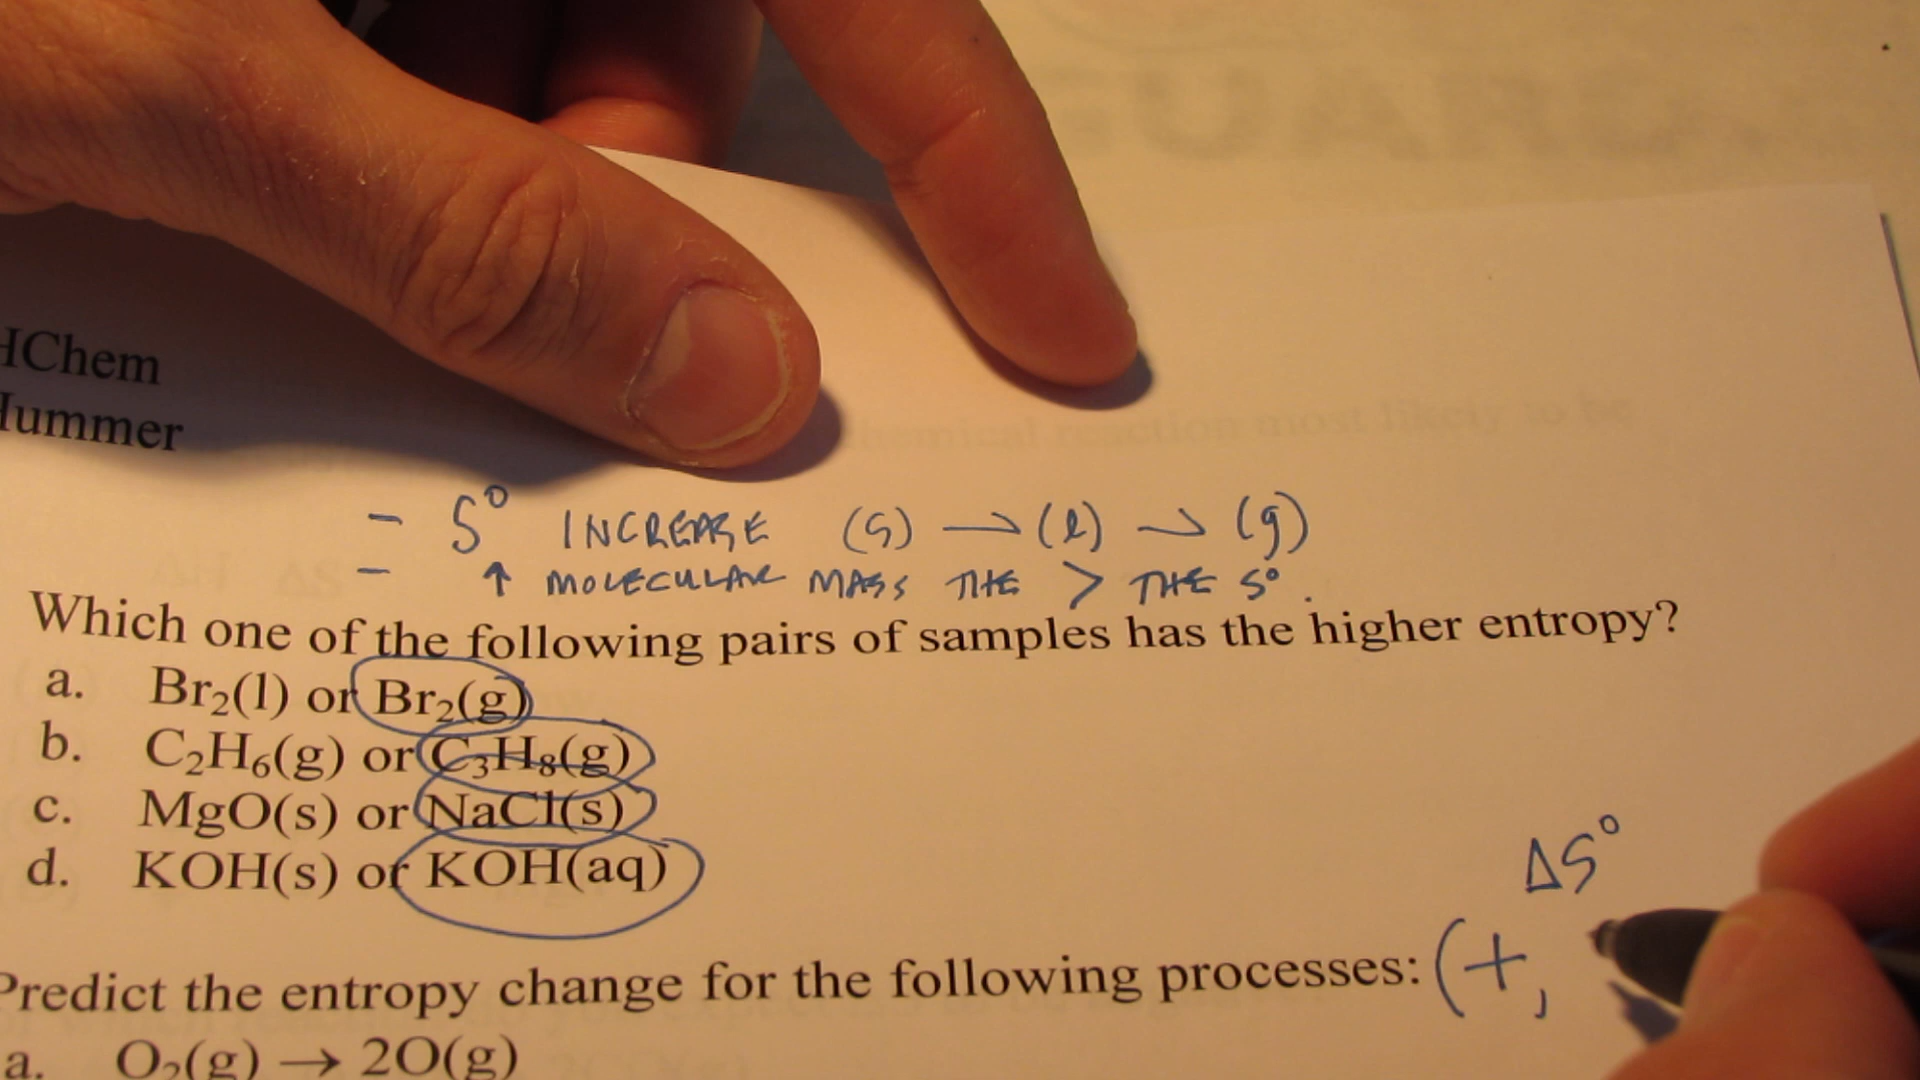 HChem
Hummer
- S° INCREASE (s) → (l) → (g)
- ↑ MOLECULAR MASS THE > THE S°.
Which one of the following pairs of samples has the higher entropy?
a. Br₂(l) or Br₂(g)
b. C₂H₆(g) or C₃H₈(g)
c. MgO(s) or NaCl(s)
d. KOH(s) or KOH(aq)
ΔS°
Predict the entropy change for the following processes: (+,
a. O₂(g) → 2O(g)